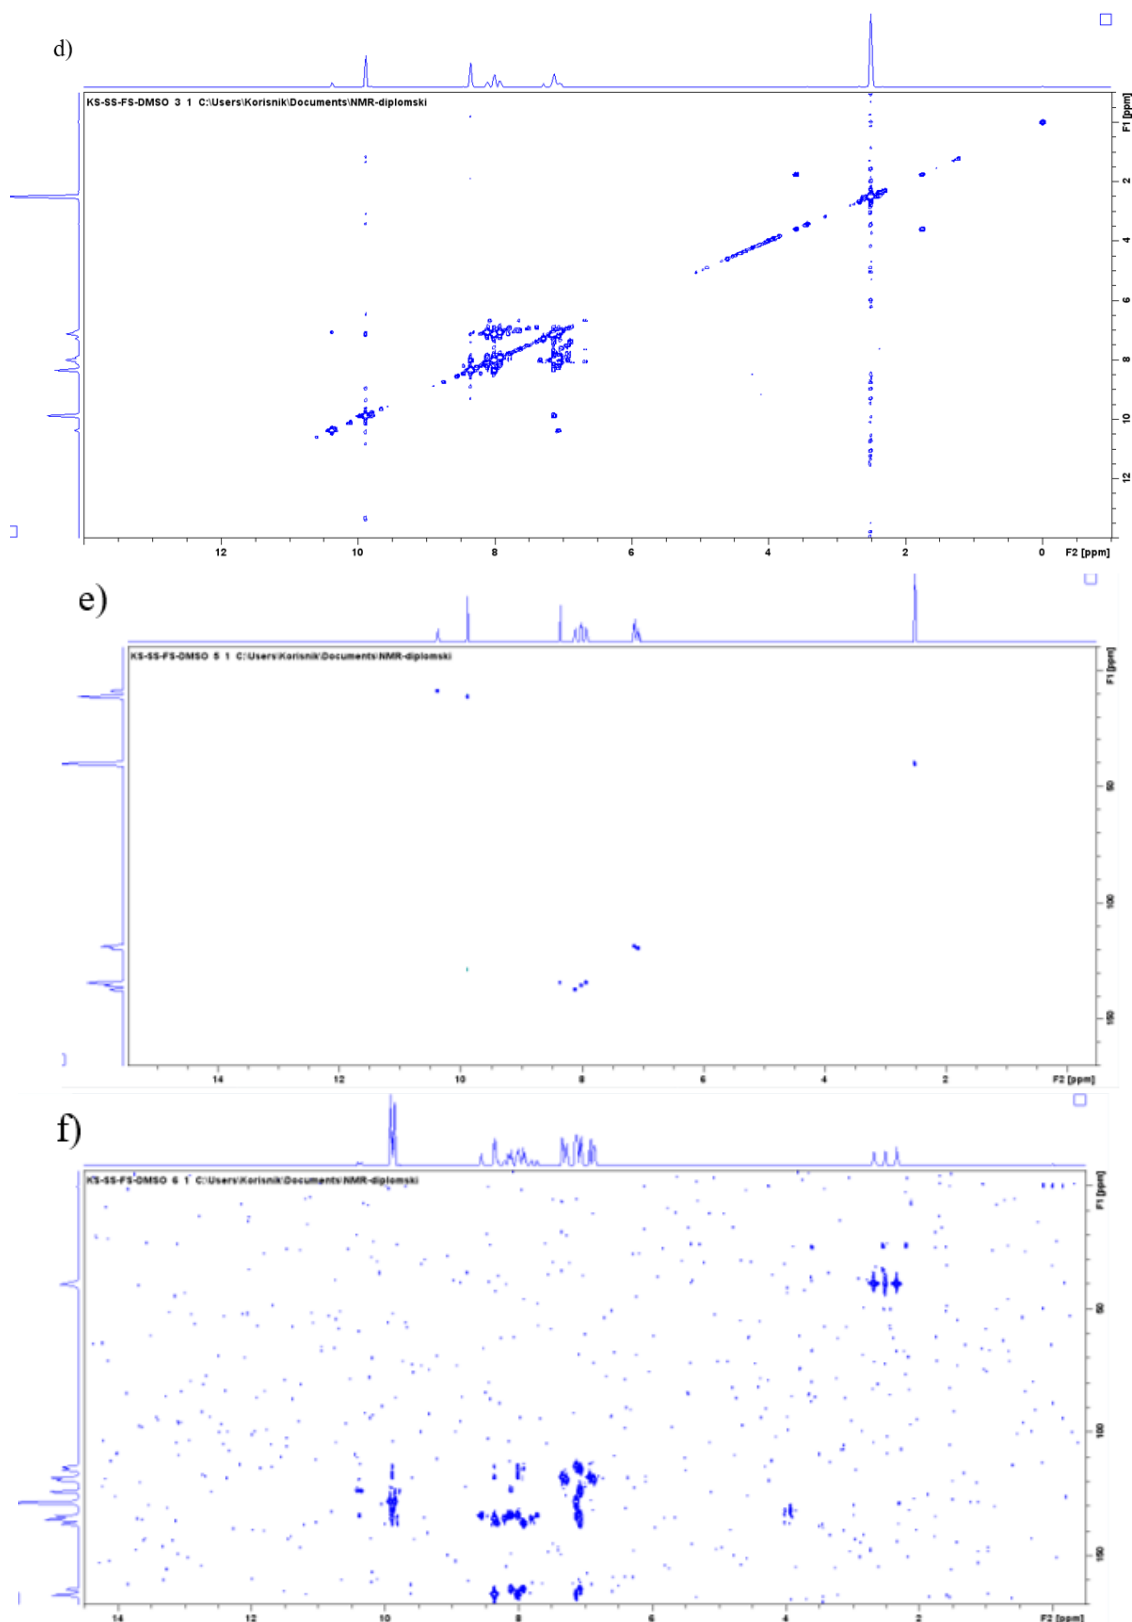 d)
KS-SS-FS-DMSO 3 1 C:\Users\Korisnik\Documents\NMR-diplomski
F1 [ppm]
2
4
6
8
10
12
12 10 8 6 4 2 0 F2 [ppm]
e)
KS-SS-FS-DMSO 5 1 C:\Users\Korisnik\Documents\NMR-diplomski
F1 [ppm]
50
100
150
14 12 10 8 6 4 2 F2 [ppm]
f)
KS-SS-FS-DMSO 6 1 C:\Users\Korisnik\Documents\NMR-diplomski
F1 [ppm]
50
100
150
14 12 10 8 6 4 2 F2 [ppm]